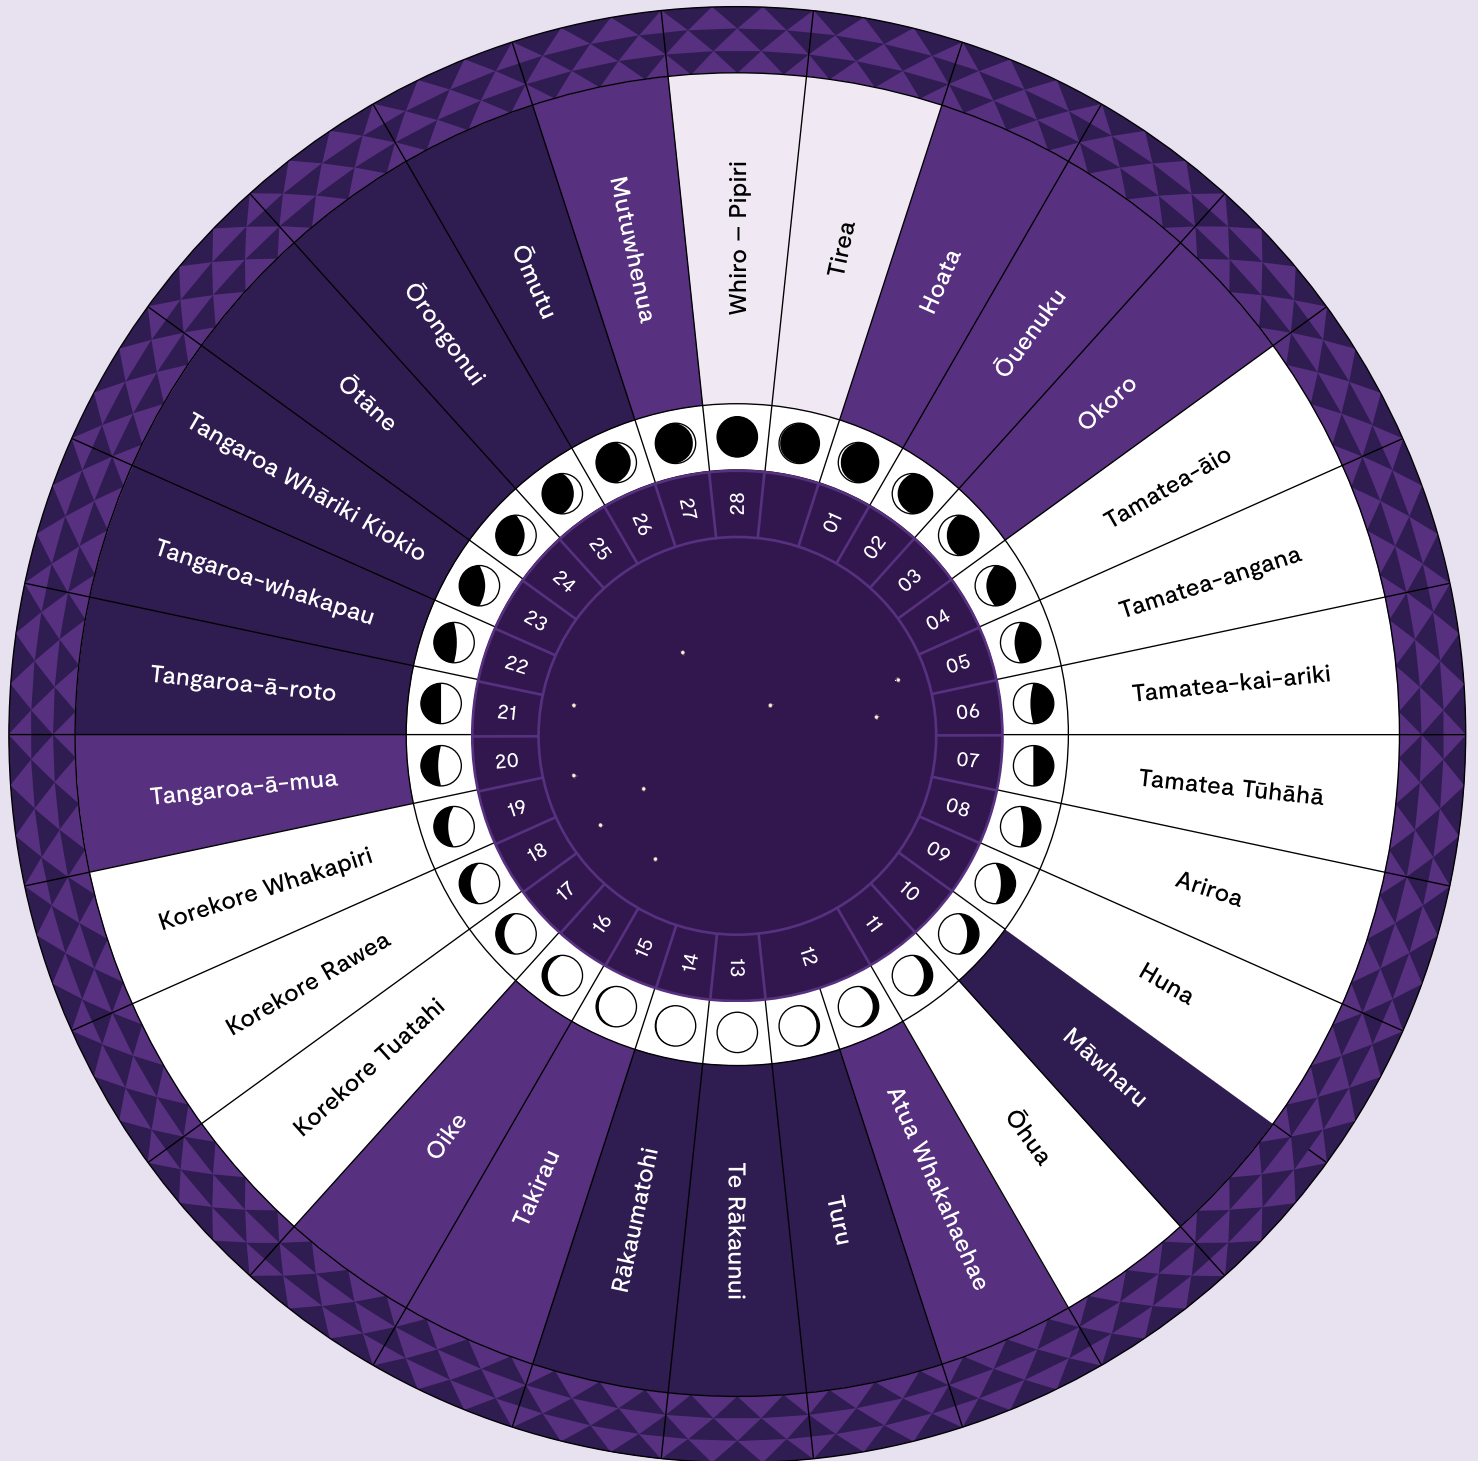 Whiro – Pipiri
Tirea
Hoata
Ōuenuku
Okoro
Tamatea-āio
Tamatea-angana
Tamatea-kai-ariki
Tamatea Tūhāhā
Ariroa
Huna
Māwharu
Ōhua
Atua Whakahaehae
Turu
Te Rākaunui
Rākaumatohi
Takirau
Oike
Korekore Tuatahi
Korekore Rawea
Korekore Whakapiri
Tangaroa-ā-mua
Tangaroa-ā-roto
Tangaroa-whakapau
Tangaroa Whāriki Kiokio
Ōtāne
Ōrongonui
Ōmutu
Mutuwhenua
28
01
02
03
04
05
06
07
08
09
10
11
12
13
14
15
16
17
18
19
20
21
22
23
24
25
26
27